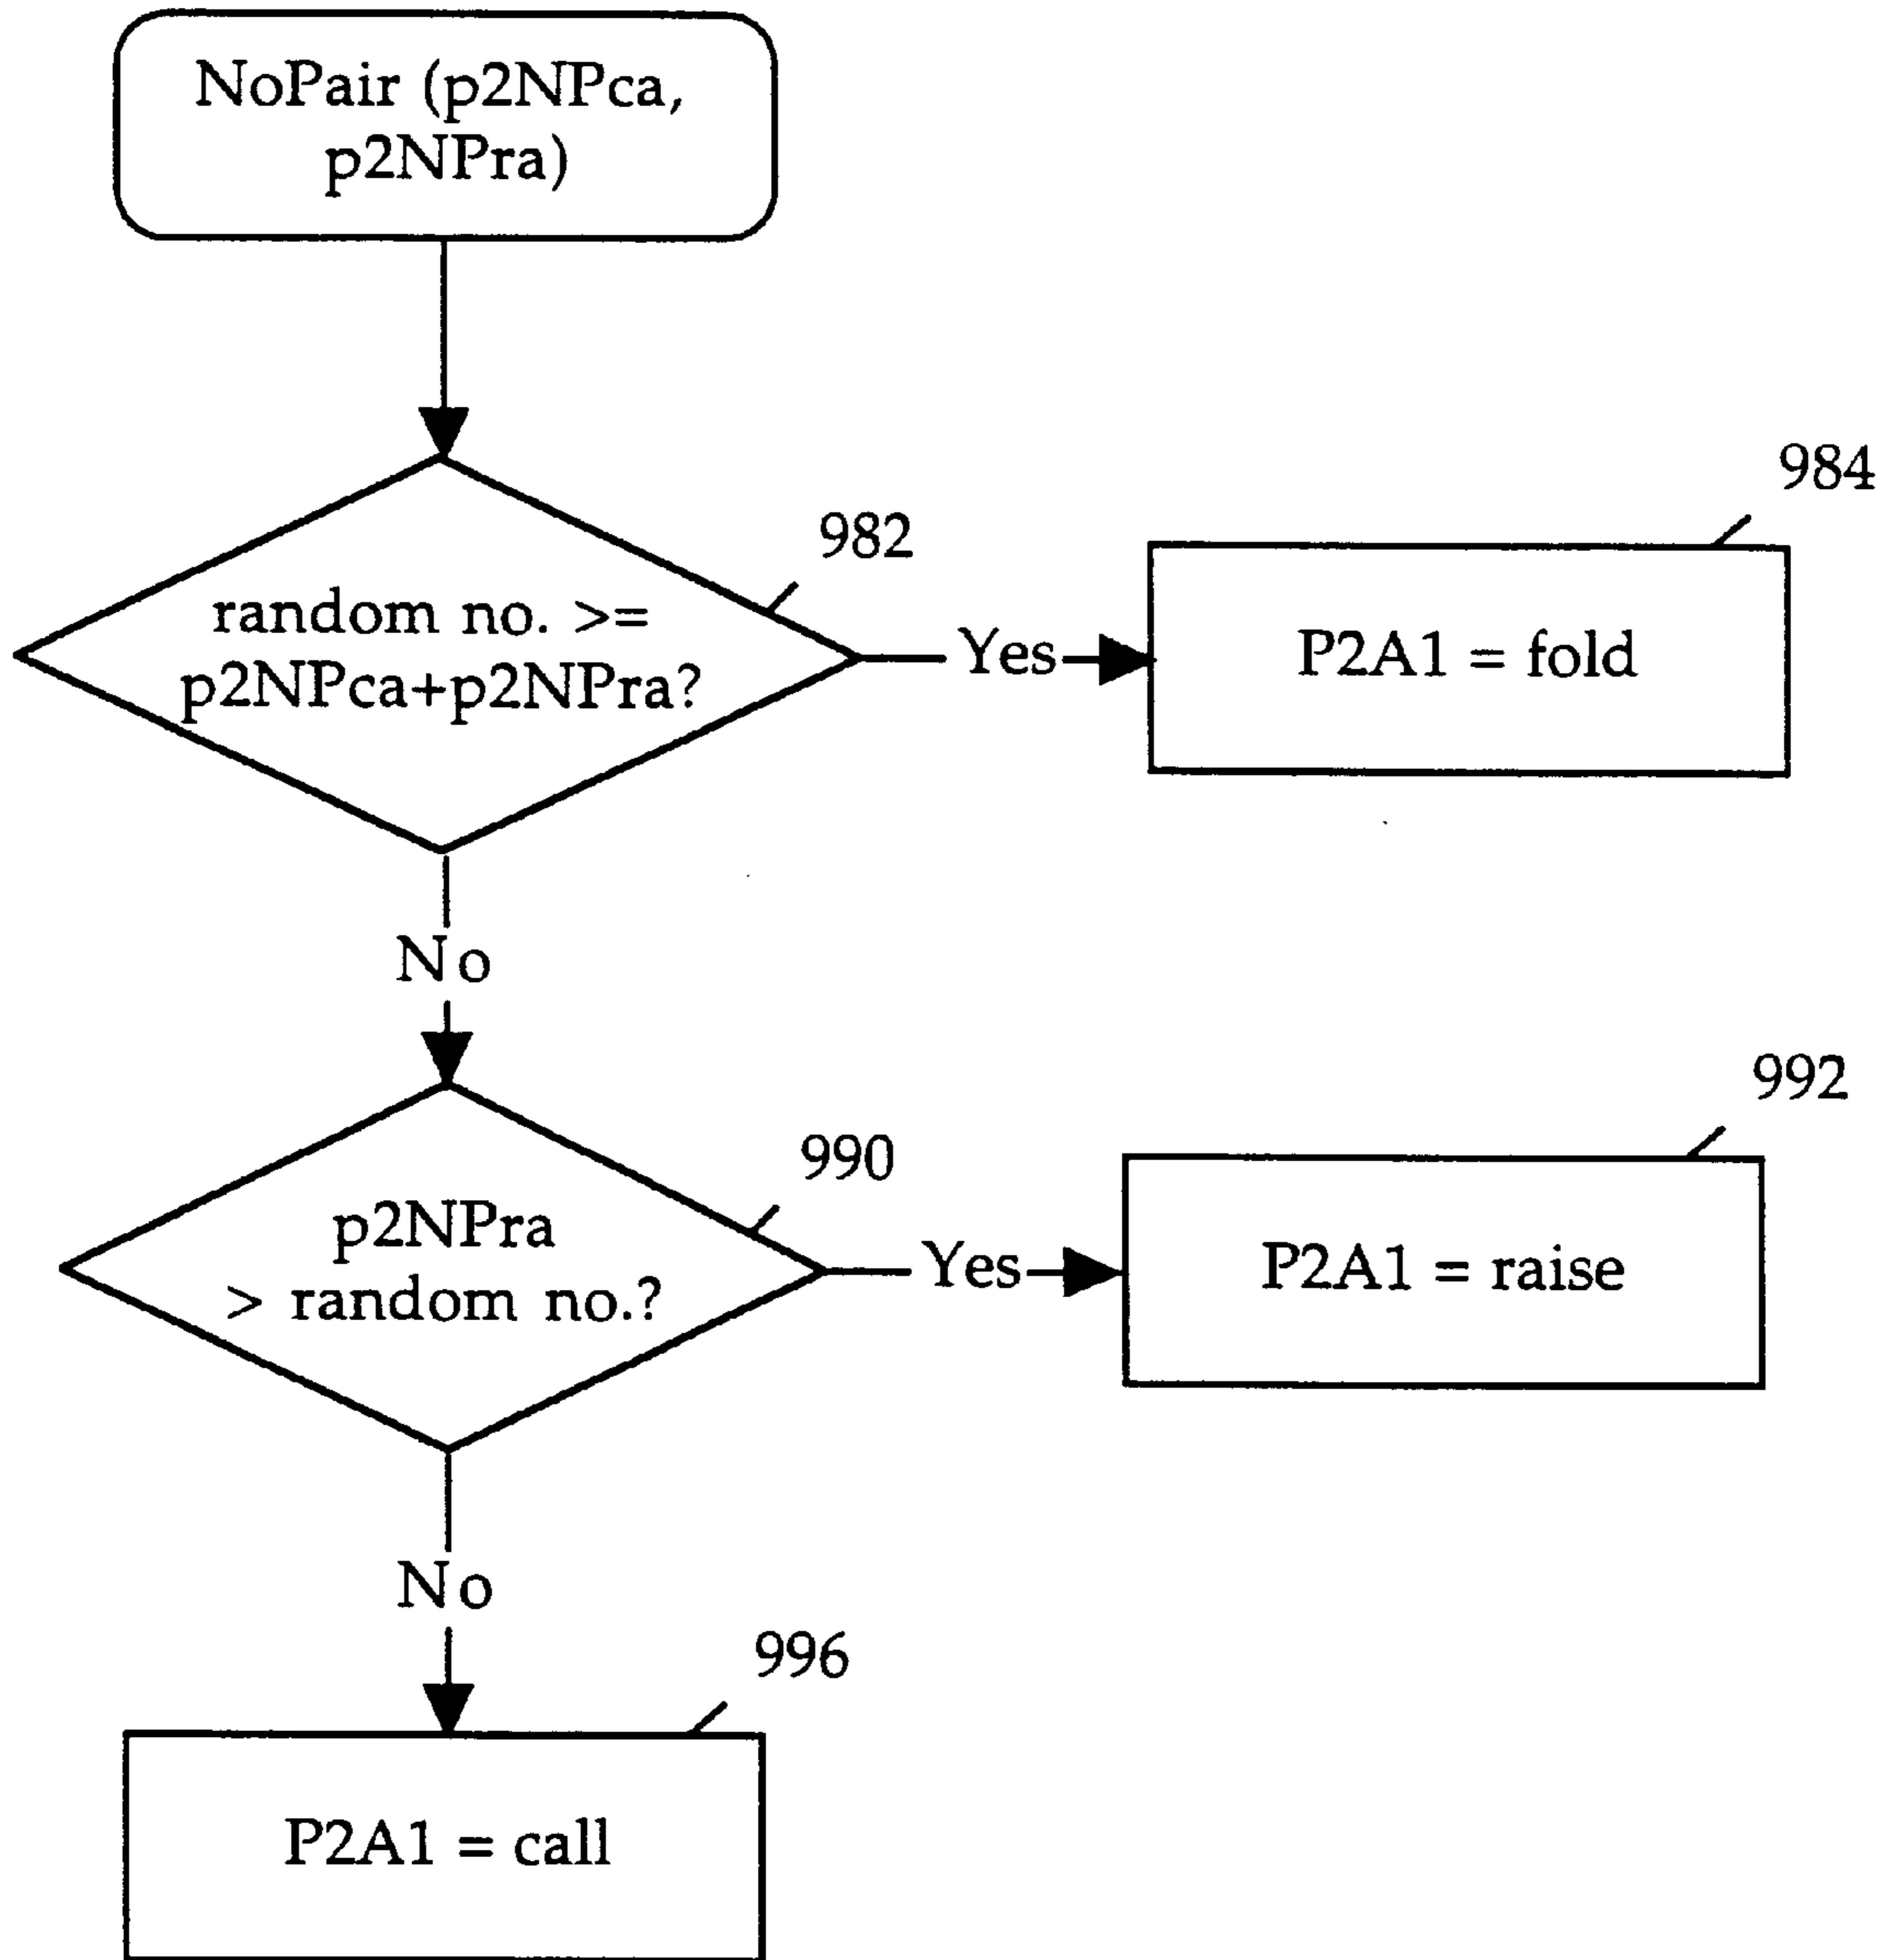 NoPair (p2NPca,
p2NPra)
982
random no. >=
p2NPca+p2NPra?
Yes
984
P2A1 = fold
No
990
p2NPra
> random no.?
Yes
992
P2A1 = raise
No
996
P2A1 = call